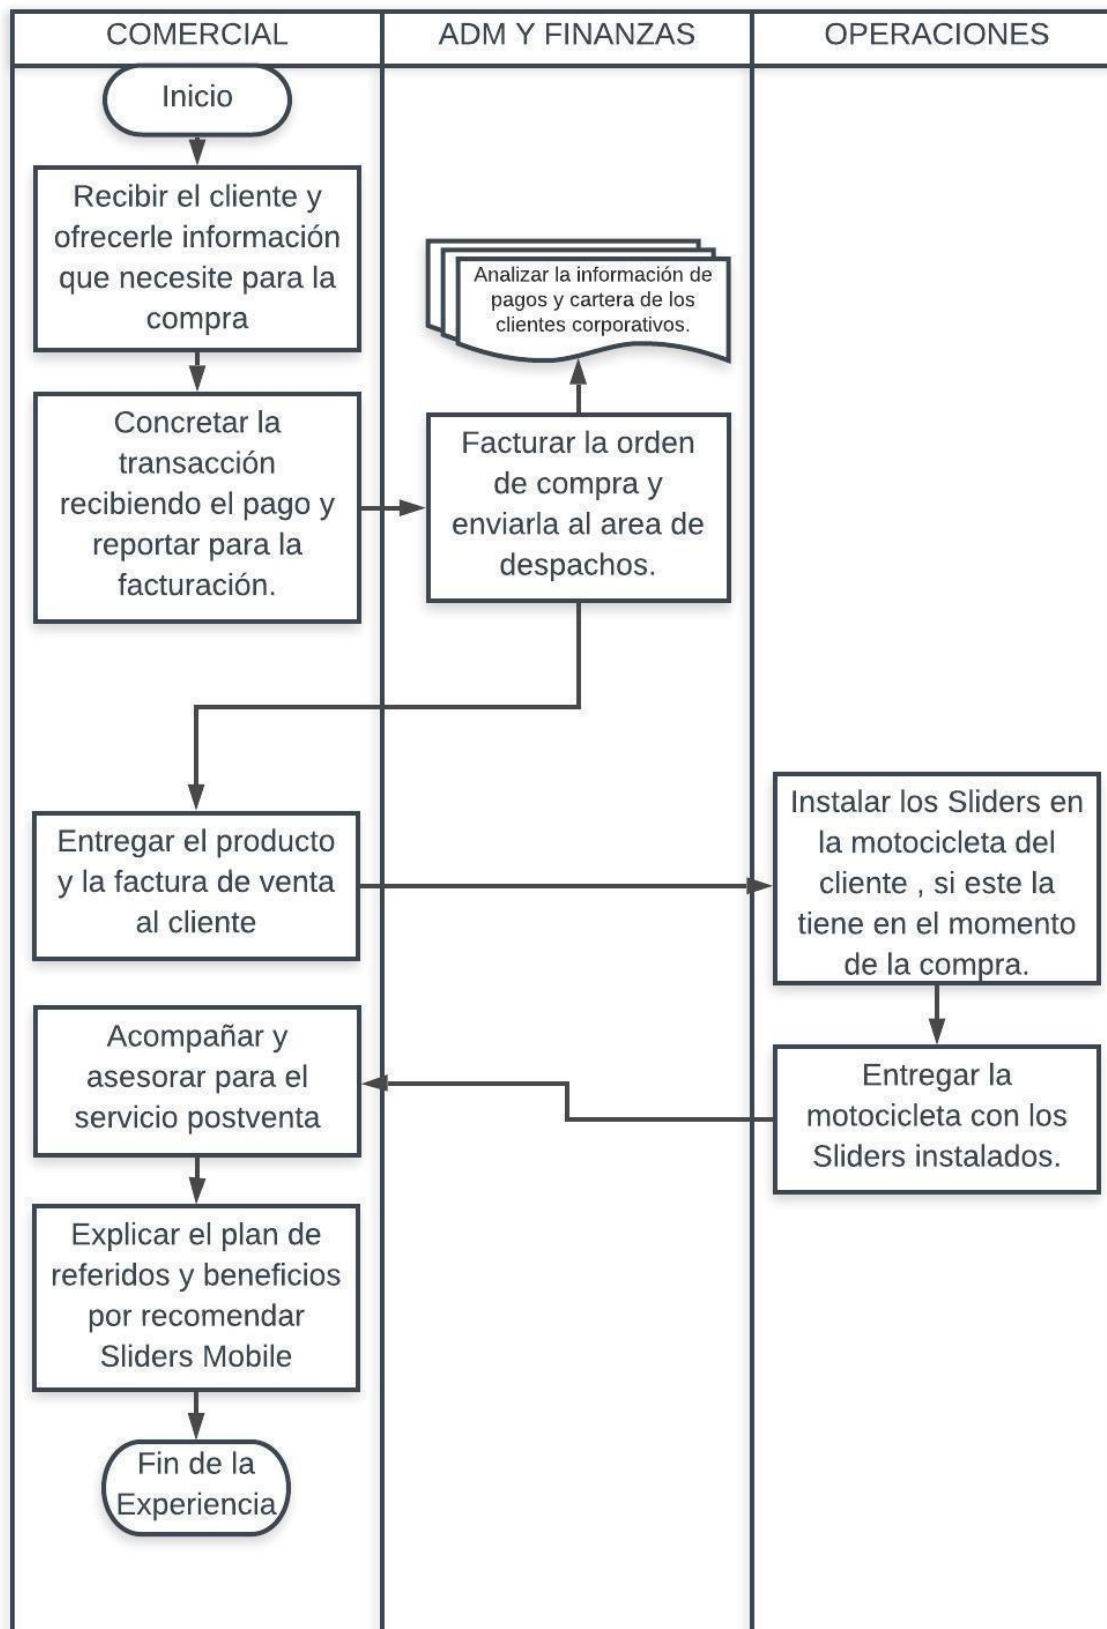 COMERCIAL
ADM Y FINANZAS
OPERACIONES
Inicio
Recibir el cliente y
ofrecerle información
que necesite para la
compra
Analizar la información de
pagos y cartera de los
clientes corporativos.
Concretar la
transacción
recibiendo el pago y
reportar para la
facturación.
Facturar la orden
de compra y
enviarla al area de
despachos.
Entregar el producto
y la factura de venta
al cliente
Instalar los Sliders en
la motocicleta del
cliente , si este la
tiene en el momento
de la compra.
Entregar la
motocicleta con los
Sliders instalados.
Acompañar y
asesorar para el
servicio postventa
Explicar el plan de
referidos y beneficios
por recomendar
Sliders Mobile
Fin de la
Experiencia